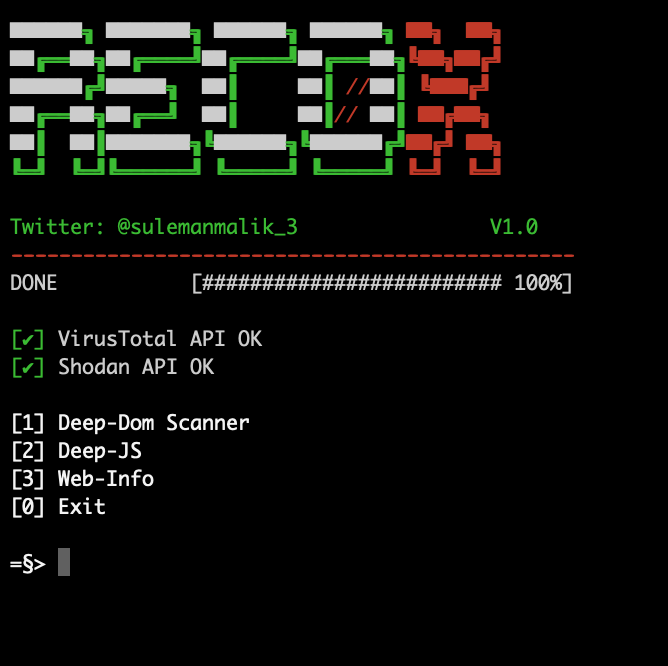 REC0X
Twitter: @sulemanmalik_3 V1.0
-----------------------------------------------
DONE [######################### 100%]
[✔] VirusTotal API OK
[✔] Shodan API OK
[1] Deep-Dom Scanner
[2] Deep-JS
[3] Web-Info
[0] Exit
=§>